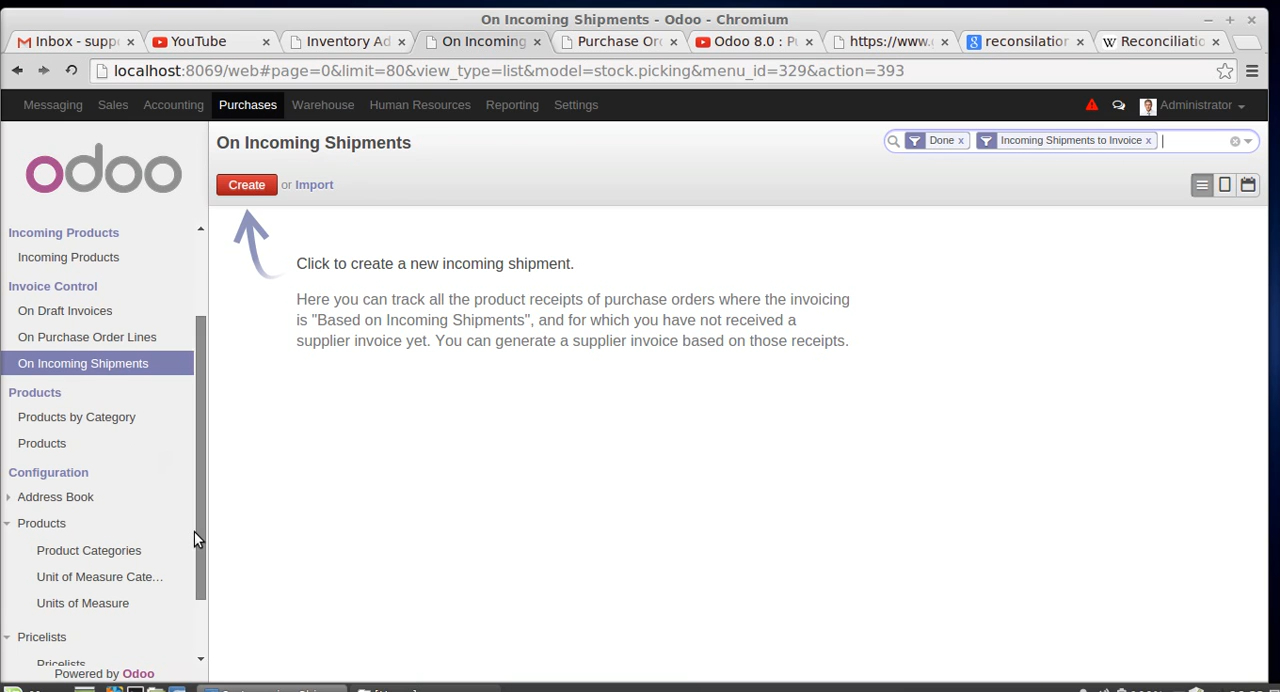 On Incoming Shipments - Odoo - Chromium
Inbox - supp
YouTube
Inventory Ad
On Incoming
Purchase Or
Odoo 8.0 : P
https://www.
reconsilation
Reconciliatio
localhost:8069/web#page=0&limit=80&view_type=list&model=stock.picking&menu_id=329&action=393
Messaging Sales Accounting Purchases Warehouse Human Resources Reporting Settings
Administrator
odoo
On Incoming Shipments
Done x
Incoming Shipments to Invoice x
Create or Import
Incoming Products
Incoming Products
Invoice Control
On Draft Invoices
On Purchase Order Lines
On Incoming Shipments
Products
Products by Category
Products
Configuration
Address Book
Products
Product Categories
Unit of Measure Cate...
Units of Measure
Pricelists
Pricelists
Powered by Odoo
Click to create a new incoming shipment.
Here you can track all the product receipts of purchase orders where the invoicing
is "Based on Incoming Shipments", and for which you have not received a
supplier invoice yet. You can generate a supplier invoice based on those receipts.